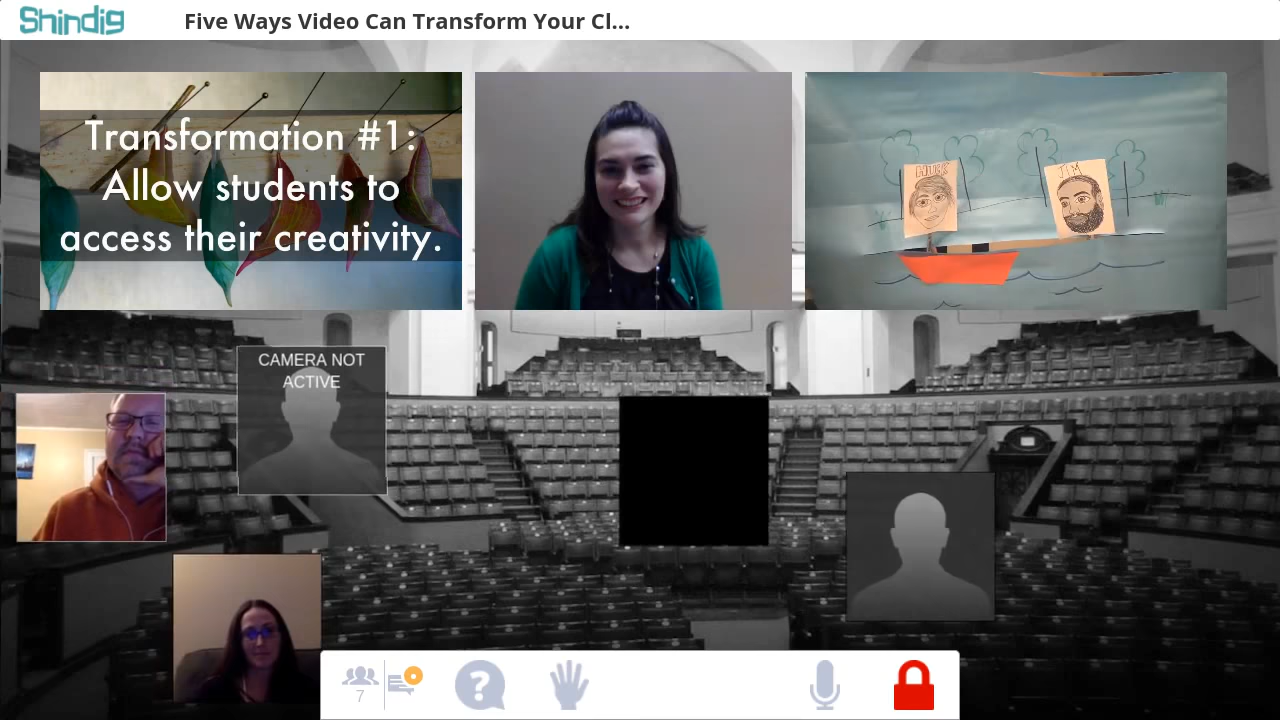 Shindig
Five Ways Video Can Transform Your Cl...
Transformation #1:
Allow students to
access their creativity.
HUCK
JIM
CAMERA NOT
ACTIVE
7